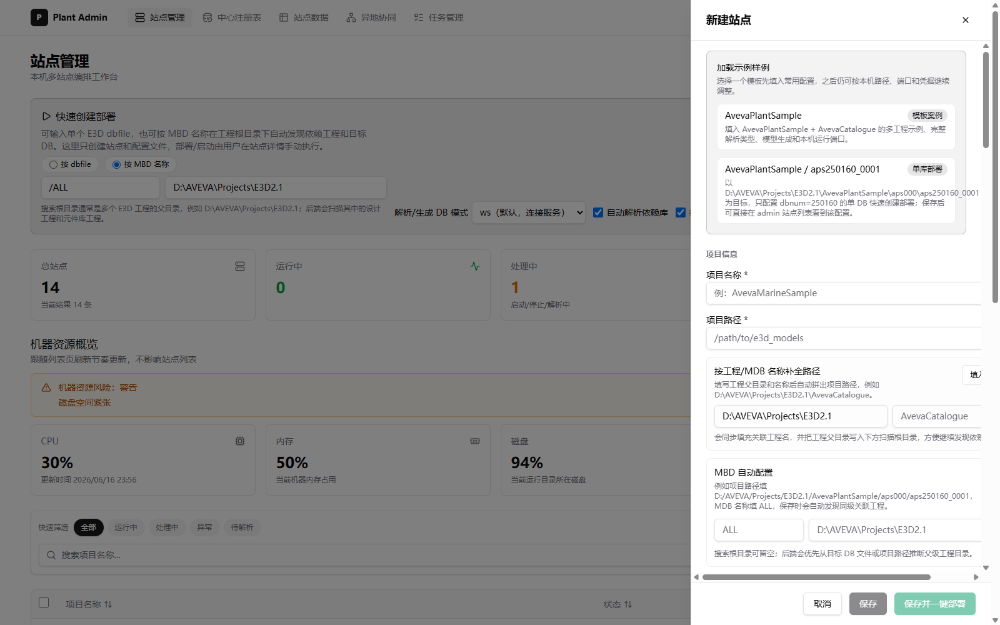 P Plant Admin 站点管理 中心注册表 站点数据 异地协同 任务管理
站点管理
本机多站点编排工作台
快速创建部署
可输入单个 E3D dbfile，也可按 MBD 名称在工程根目录下自动发现依赖工程和目标
DB。这里只创建站点和配置文件，部署/启动由用户在站点详情手动执行。
按 dbfile 按 MBD 名称
/ALL D:\AVEVA\Projects\E3D2.1
搜索根目录通常是多个 E3D 工程的父目录，例如 D:\AVEVA\Projects\E3D2.1；后端会扫描其中的设计
工程和元件库工程。
解析/生成 DB 模式 ws（默认，连接服务） 自动解析依赖库
总站点
14
当前结果 14 条
运行中
0
处理中
1
启动/停止/解析中
机器资源概览
跟随列表页刷新节奏更新，不影响站点列表
机器资源风险：警告
磁盘空间紧张
CPU
30%
更新时间 2026/06/16 23:56
内存
50%
当前机器内存占用
磁盘
94%
当前运行目录所在磁盘
快速筛选 全部 运行中 处理中 异常 待解析
搜索项目名称...
项目名称 状态
新建站点
加载示例样例
选择一个模板先填入常用配置，之后仍可按本机路径、端口和凭据继续
调整。
AvevaPlantSample 模板案例
填入 AvevaPlantSample + AvevaCatalogue 的多工程示例、完整
解析类型、模型生成和本机运行端口。
AvevaPlantSample / aps250160_0001 单库部署
以
D:\AVEVA\Projects\E3D2.1\AvevaPlantSample\aps000\aps250160_0001
为目标，只配置 dbnum=250160 的单 DB 快速创建部署；保存后
可直接在 admin 站点列表看到该配置。
项目信息
项目名称 *
例：AvevaMarineSample
项目路径 *
/path/to/e3d_models
按工程/MDB 名称补全路径
填入
填写工程父目录和名称后自动拼出项目路径，例如
D:\AVEVA\Projects\E3D2.1\AvevaCatalogue。
D:\AVEVA\Projects\E3D2.1 AvevaCatalogue
会同步填充关联工程名，并把工程父目录写入下方扫描根目录，方便继续发现依赖
MBD 自动配置
例如项目路径填
D:/AVEVA/Projects/E3D2.1/AvevaPlantSample/aps000/aps250160_0001，
MDB 名称填 ALL，保存时会自动发现同级关联工程。
ALL D:\AVEVA\Projects\E3D2.1
搜索根目录可留空；后端会优先从目标 DB 文件或项目路径推断父级工程目录。
取消 保存 保存并一键部署